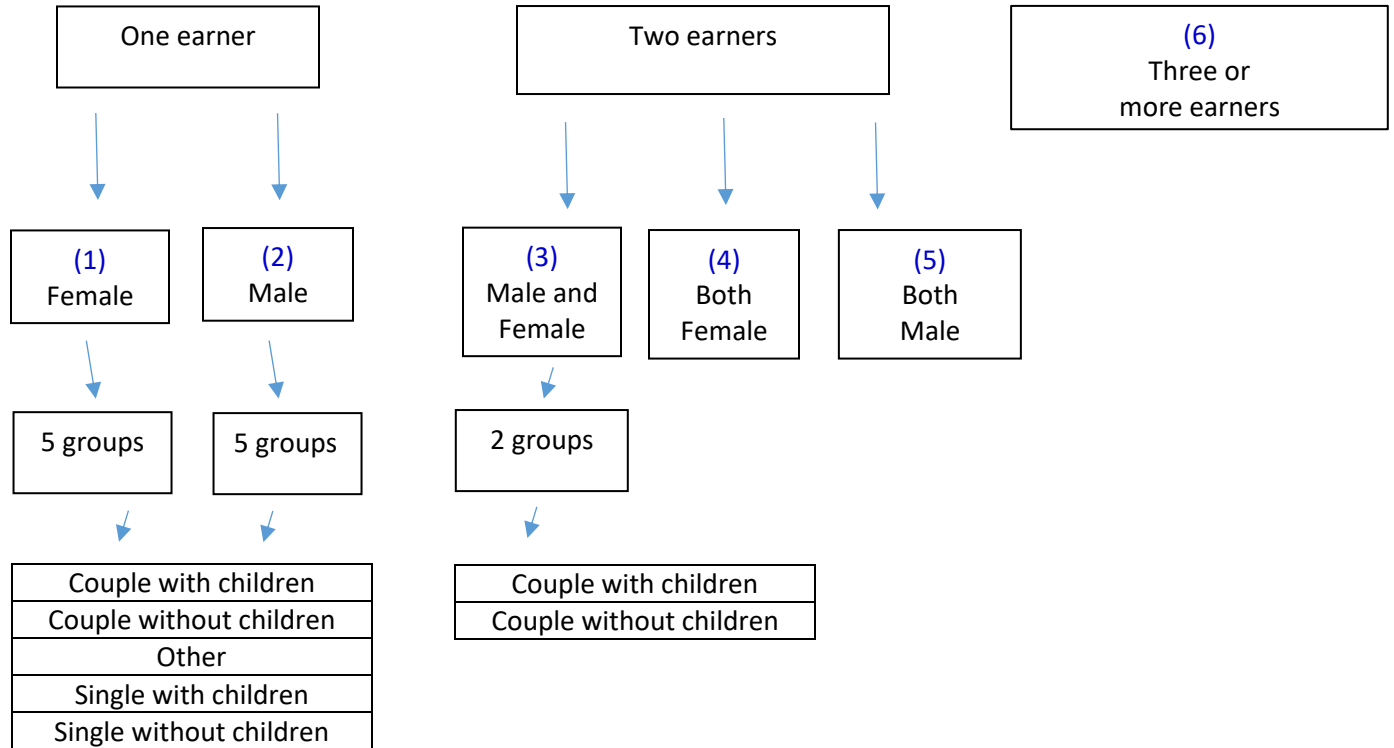 One earner
Two earners
(6)
Three or
more earners
(1)
Female
(2)
Male
(3)
Male and
Female
(4)
Both
Female
(5)
Both
Male
5 groups
5 groups
2 groups
Couple with children
Couple without children
Other
Single with children
Single without children
Couple with children
Couple without children